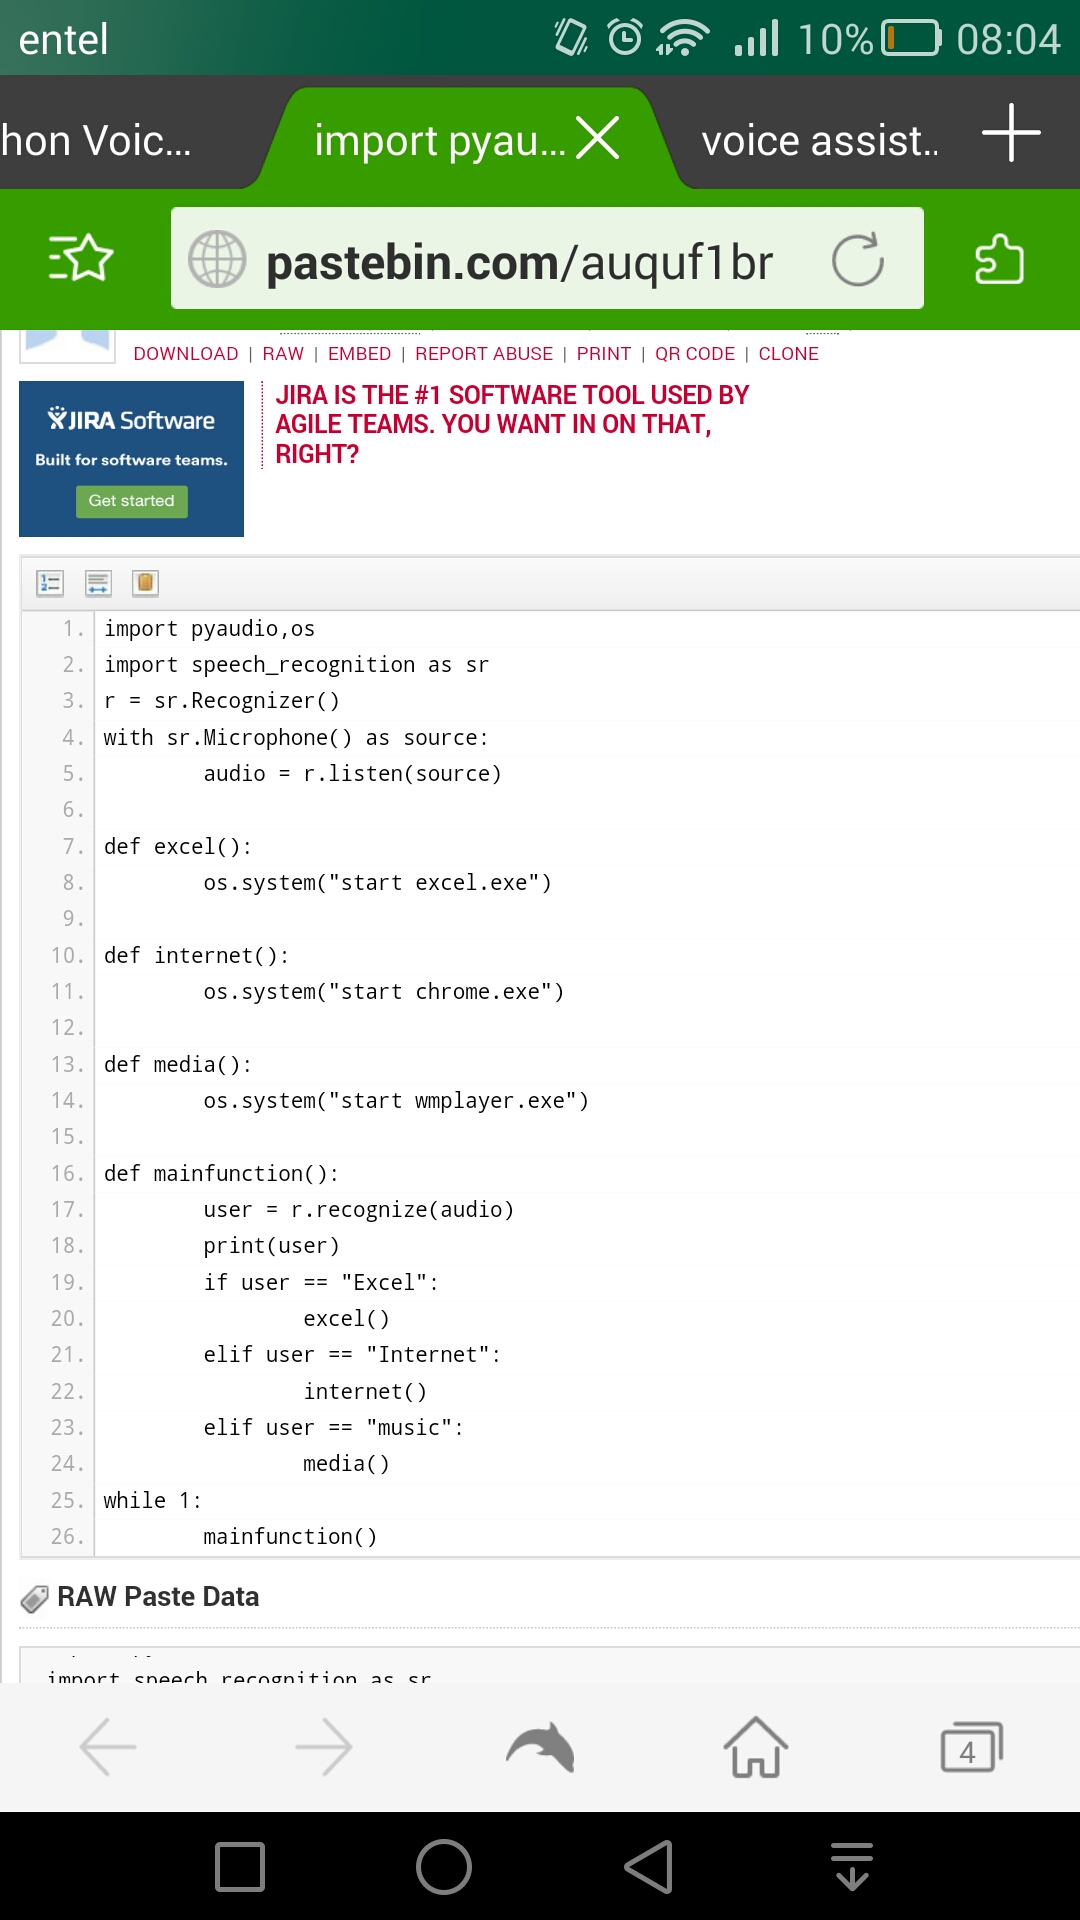 entel 10% 08:04
hon Voic... import pyau... voice assist..
pastebin.com/auquf1br
DOWNLOAD | RAW | EMBED | REPORT ABUSE | PRINT | QR CODE | CLONE
JIRA Software
Built for software teams.
Get started
JIRA IS THE #1 SOFTWARE TOOL USED BY
AGILE TEAMS. YOU WANT IN ON THAT,
RIGHT?
1. import pyaudio,os
2. import speech_recognition as sr
3. r = sr.Recognizer()
4. with sr.Microphone() as source:
5. audio = r.listen(source)
6.
7. def excel():
8. os.system("start excel.exe")
9.
10. def internet():
11. os.system("start chrome.exe")
12.
13. def media():
14. os.system("start wmplayer.exe")
15.
16. def mainfunction():
17. user = r.recognize(audio)
18. print(user)
19. if user == "Excel":
20. excel()
21. elif user == "Internet":
22. internet()
23. elif user == "music":
24. media()
25. while 1:
26. mainfunction()
RAW Paste Data
import speech_recognition as sr
4